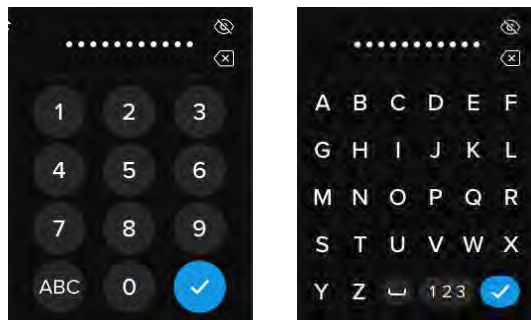 1 2 3
4 5 6
7 8 9
ABC 0
A B C D E F
G H I J K L
M N O P Q R
S T U V W X
Y Z 123